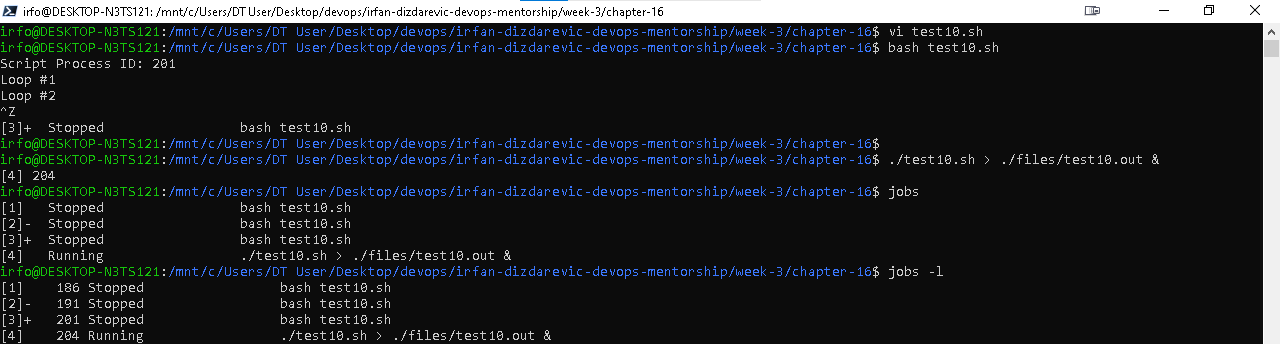 irfo@DESKTOP-N3TS121: /mnt/c/Users/DT User/Desktop/devops/irfan-dizdarevic-devops-mentorship/week-3/chapter-16
irfo@DESKTOP-N3TS121:/mnt/c/Users/DT User/Desktop/devops/irfan-dizdarevic-devops-mentorship/week-3/chapter-16$ vi test10.sh
irfo@DESKTOP-N3TS121:/mnt/c/Users/DT User/Desktop/devops/irfan-dizdarevic-devops-mentorship/week-3/chapter-16$ bash test10.sh
Script Process ID: 201
Loop #1
Loop #2
^Z
[3]+  Stopped                 bash test10.sh
irfo@DESKTOP-N3TS121:/mnt/c/Users/DT User/Desktop/devops/irfan-dizdarevic-devops-mentorship/week-3/chapter-16$
irfo@DESKTOP-N3TS121:/mnt/c/Users/DT User/Desktop/devops/irfan-dizdarevic-devops-mentorship/week-3/chapter-16$ ./test10.sh > ./files/test10.out &
[4] 204
irfo@DESKTOP-N3TS121:/mnt/c/Users/DT User/Desktop/devops/irfan-dizdarevic-devops-mentorship/week-3/chapter-16$ jobs
[1]   Stopped                 bash test10.sh
[2]-  Stopped                 bash test10.sh
[3]+  Stopped                 bash test10.sh
[4]   Running                 ./test10.sh > ./files/test10.out &
irfo@DESKTOP-N3TS121:/mnt/c/Users/DT User/Desktop/devops/irfan-dizdarevic-devops-mentorship/week-3/chapter-16$ jobs -l
[1]    186 Stopped                 bash test10.sh
[2]-   191 Stopped                 bash test10.sh
[3]+   201 Stopped                 bash test10.sh
[4]    204 Running                 ./test10.sh > ./files/test10.out &